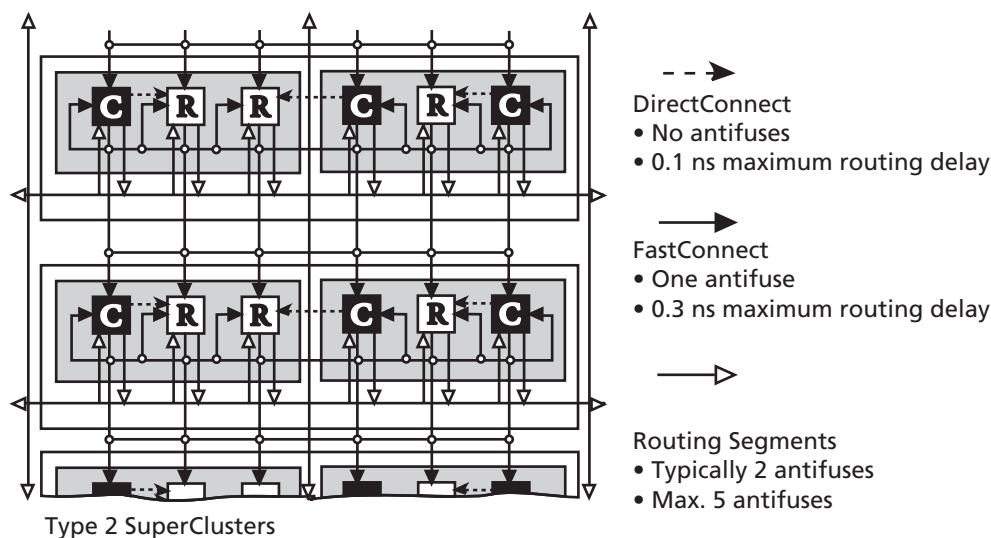 C R R C R C
C R R C R C
Type 2 SuperClusters
DirectConnect
• No antifuses
• 0.1 ns maximum routing delay
FastConnect
• One antifuse
• 0.3 ns maximum routing delay
Routing Segments
• Typically 2 antifuses
• Max. 5 antifuses